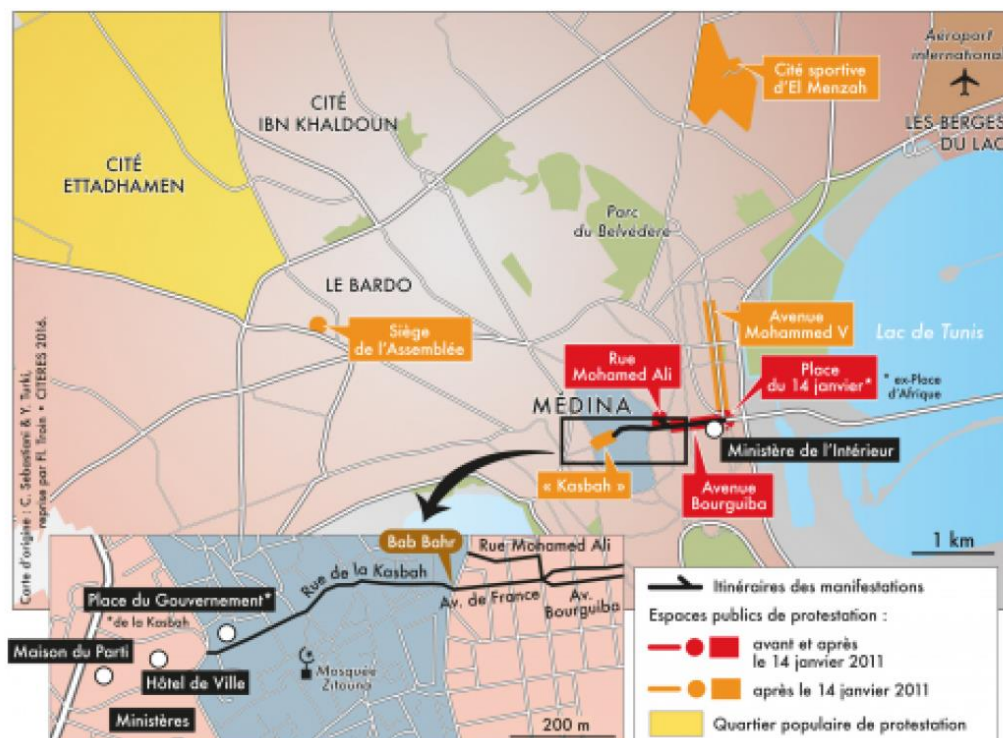 Aéroport
international
Cité sportive
d'El Menzah
CITÉ
IBN KHALDOUN
LES BERGES
DU LAC
CITÉ
ETTADHAMEN
Parc
du Belvédère
LE BARDO
Siège
de l'Assemblée
Avenue
Mohammed V
Lac de Tunis
Rue
Mohamed Ali
Place
du 14 janvier*
* ex-Place
d'Afrique
MÉDINA
Ministère de l'Intérieur
« Kasbah »
Avenue
Bourguiba
1 km
Carte d'origine : C. Sebastiani & Y. Turki,
reprise par Fl. Troin • CITERES 2016.
Bab Bahr
Rue Mohamed Ali
Rue de la Kasbah
Av. de France
Av.
Bourguiba
Place du Gouvernement*
*de la Kasbah
Maison du Parti
Hôtel de Ville
Mosquée
Zitouna
Ministères
200 m
Itinéraires des manifestations
Espaces publics de protestation :
avant et après
le 14 janvier 2011
après le 14 janvier 2011
Quartier populaire de protestation